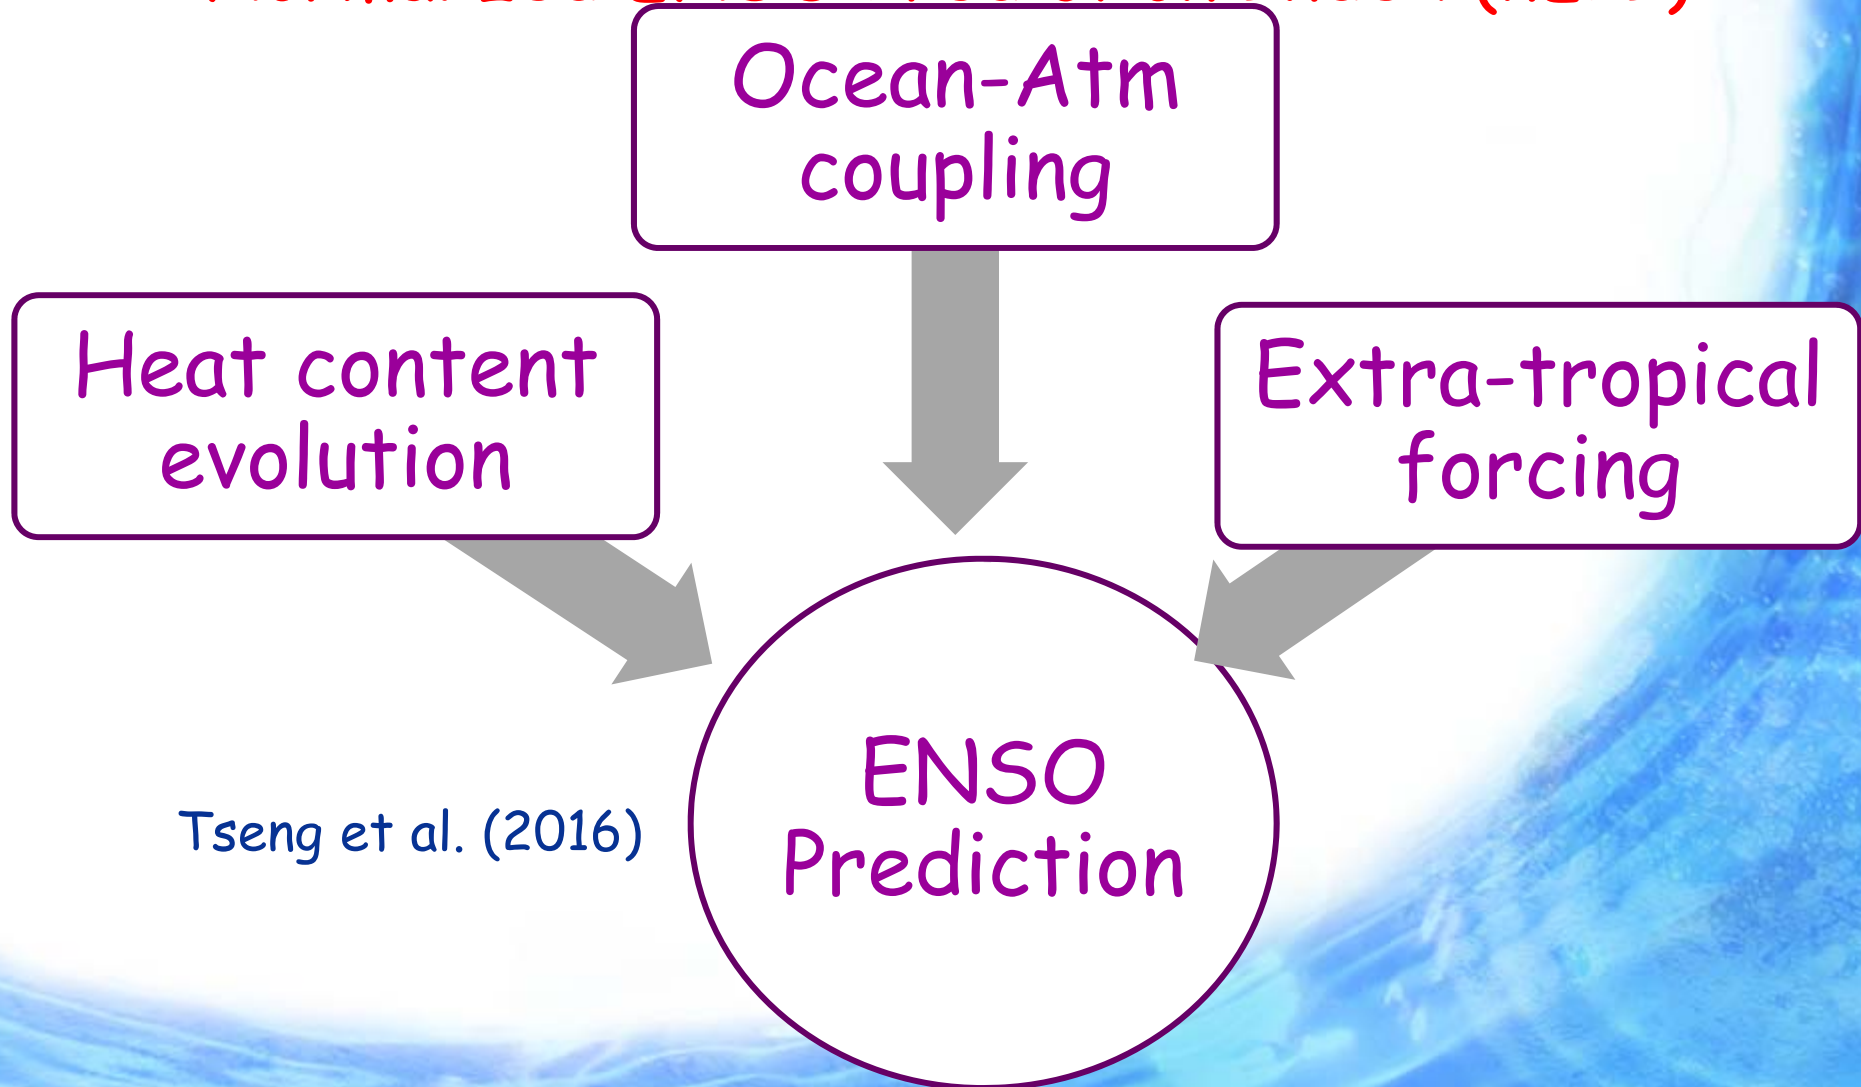 Ocean-Atm
coupling
Heat content
evolution
Extra-tropical
forcing
ENSO
Prediction
Tseng et al. (2016)